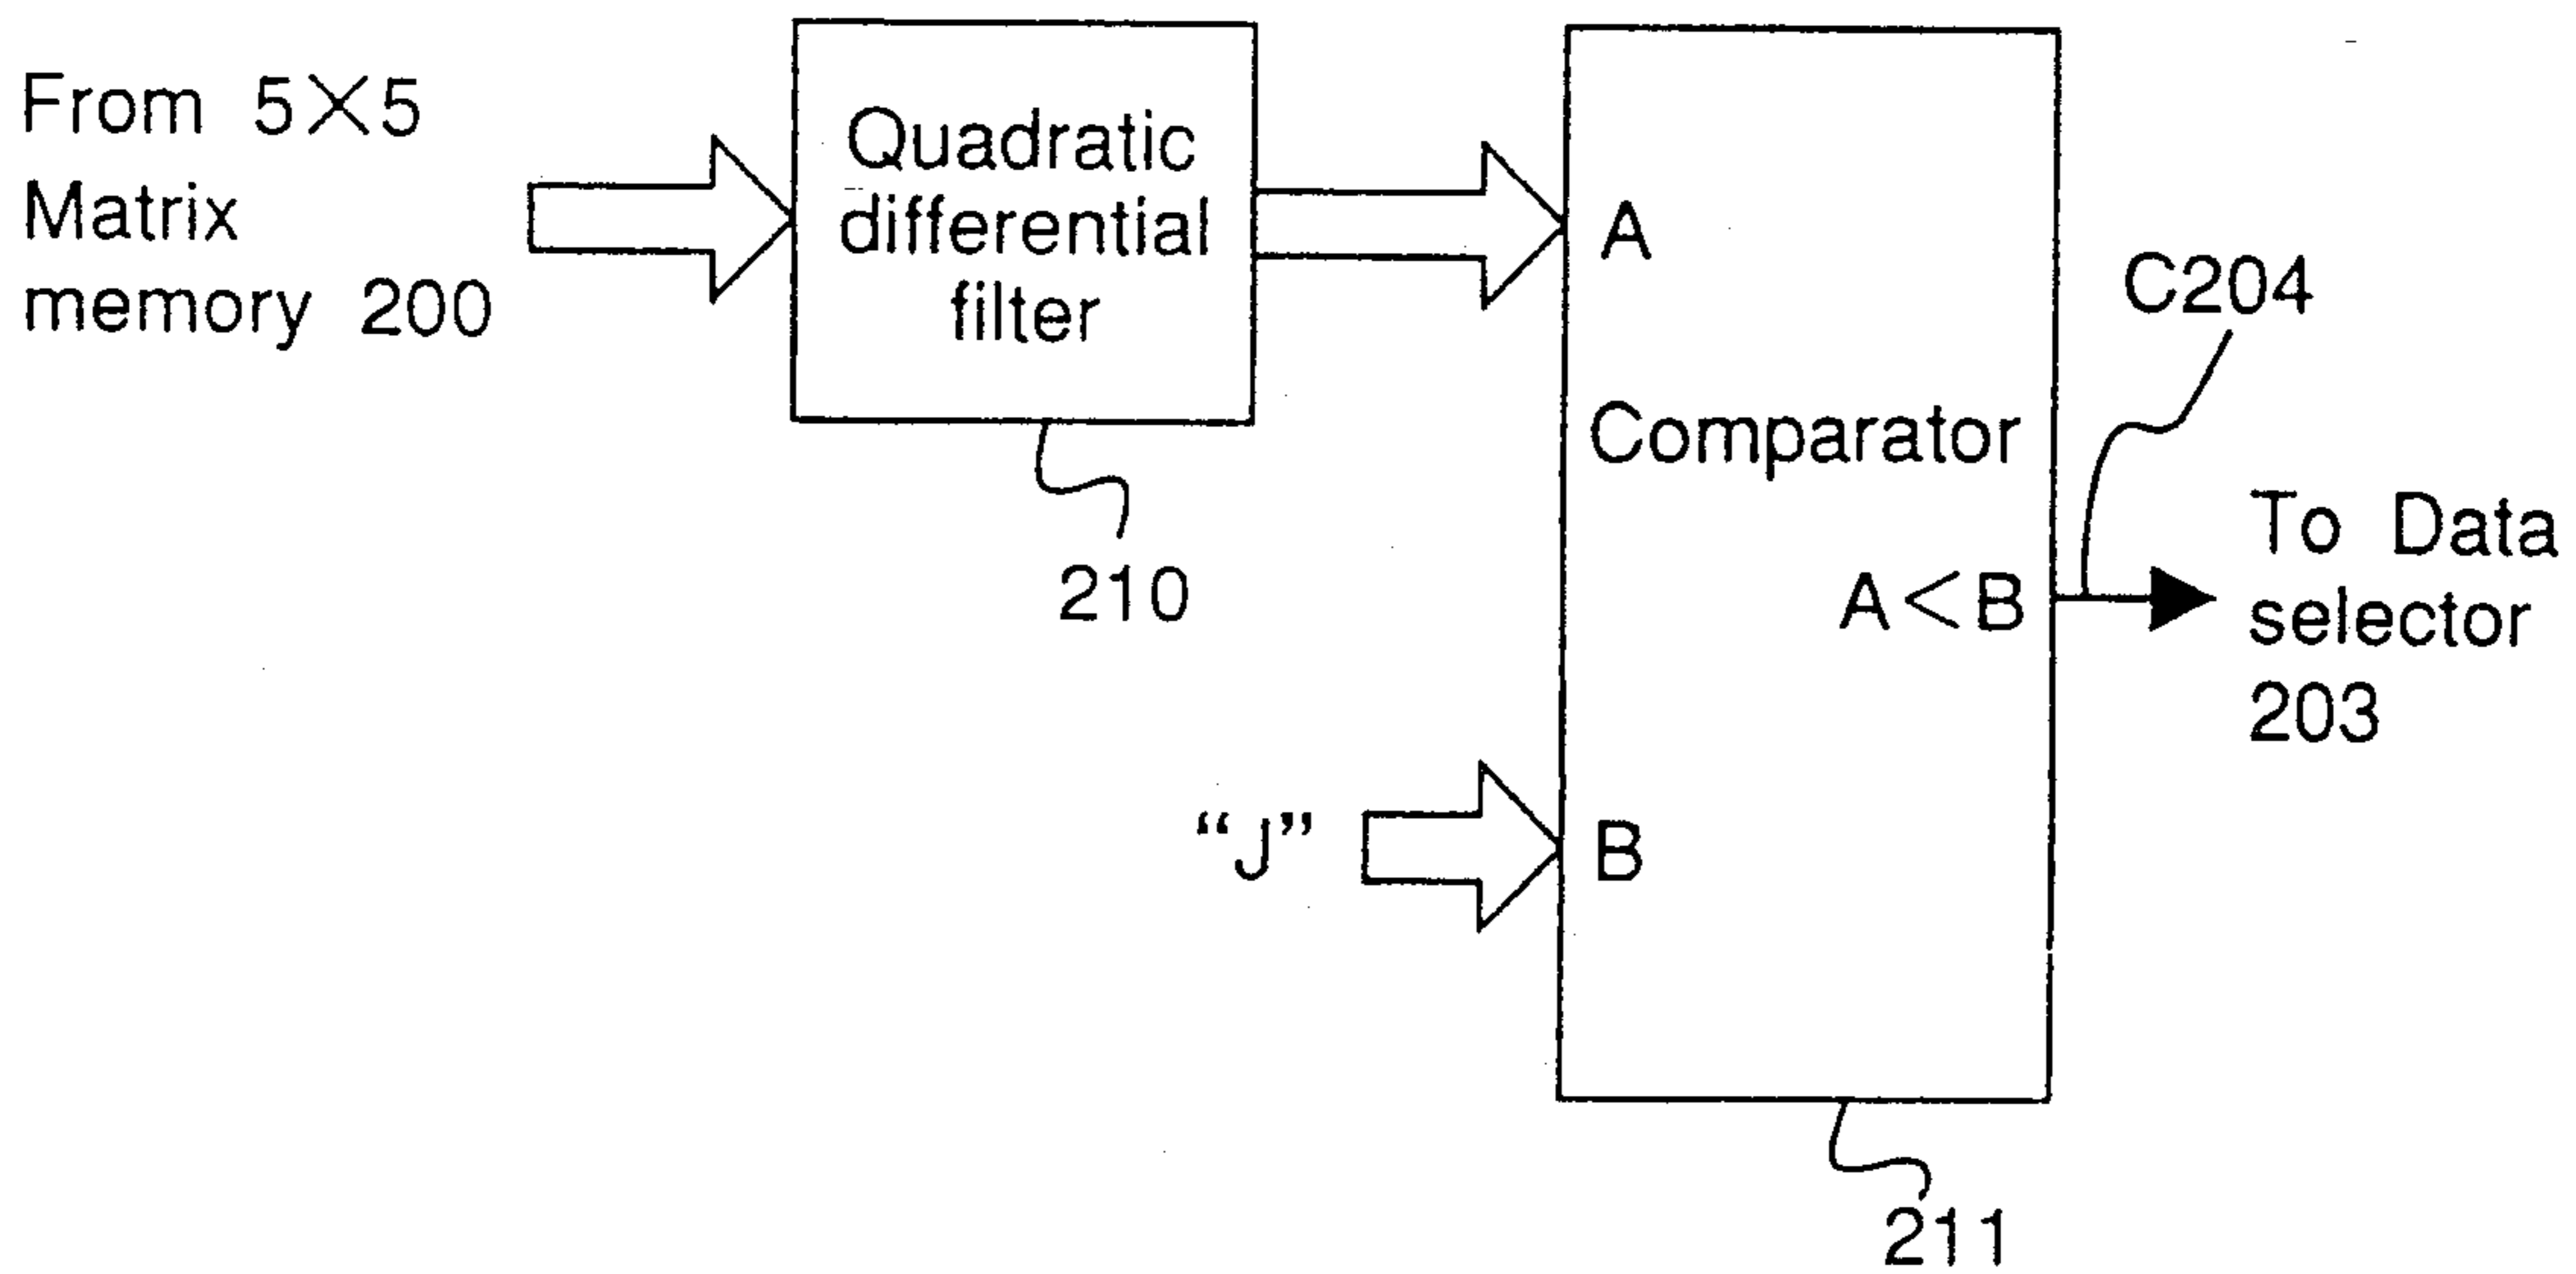 From 5×5
Matrix
memory 200
Quadratic
differential
filter
210
A
Comparator
A<B
B
“J”
211
C204
To Data
selector
203